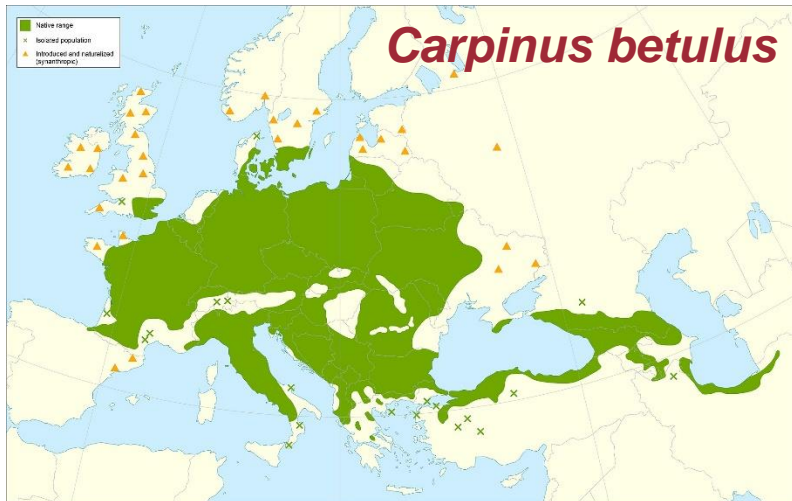 Carpinus betulus
Native range
Isolated population
Introduced and naturalized
(synanthropic)